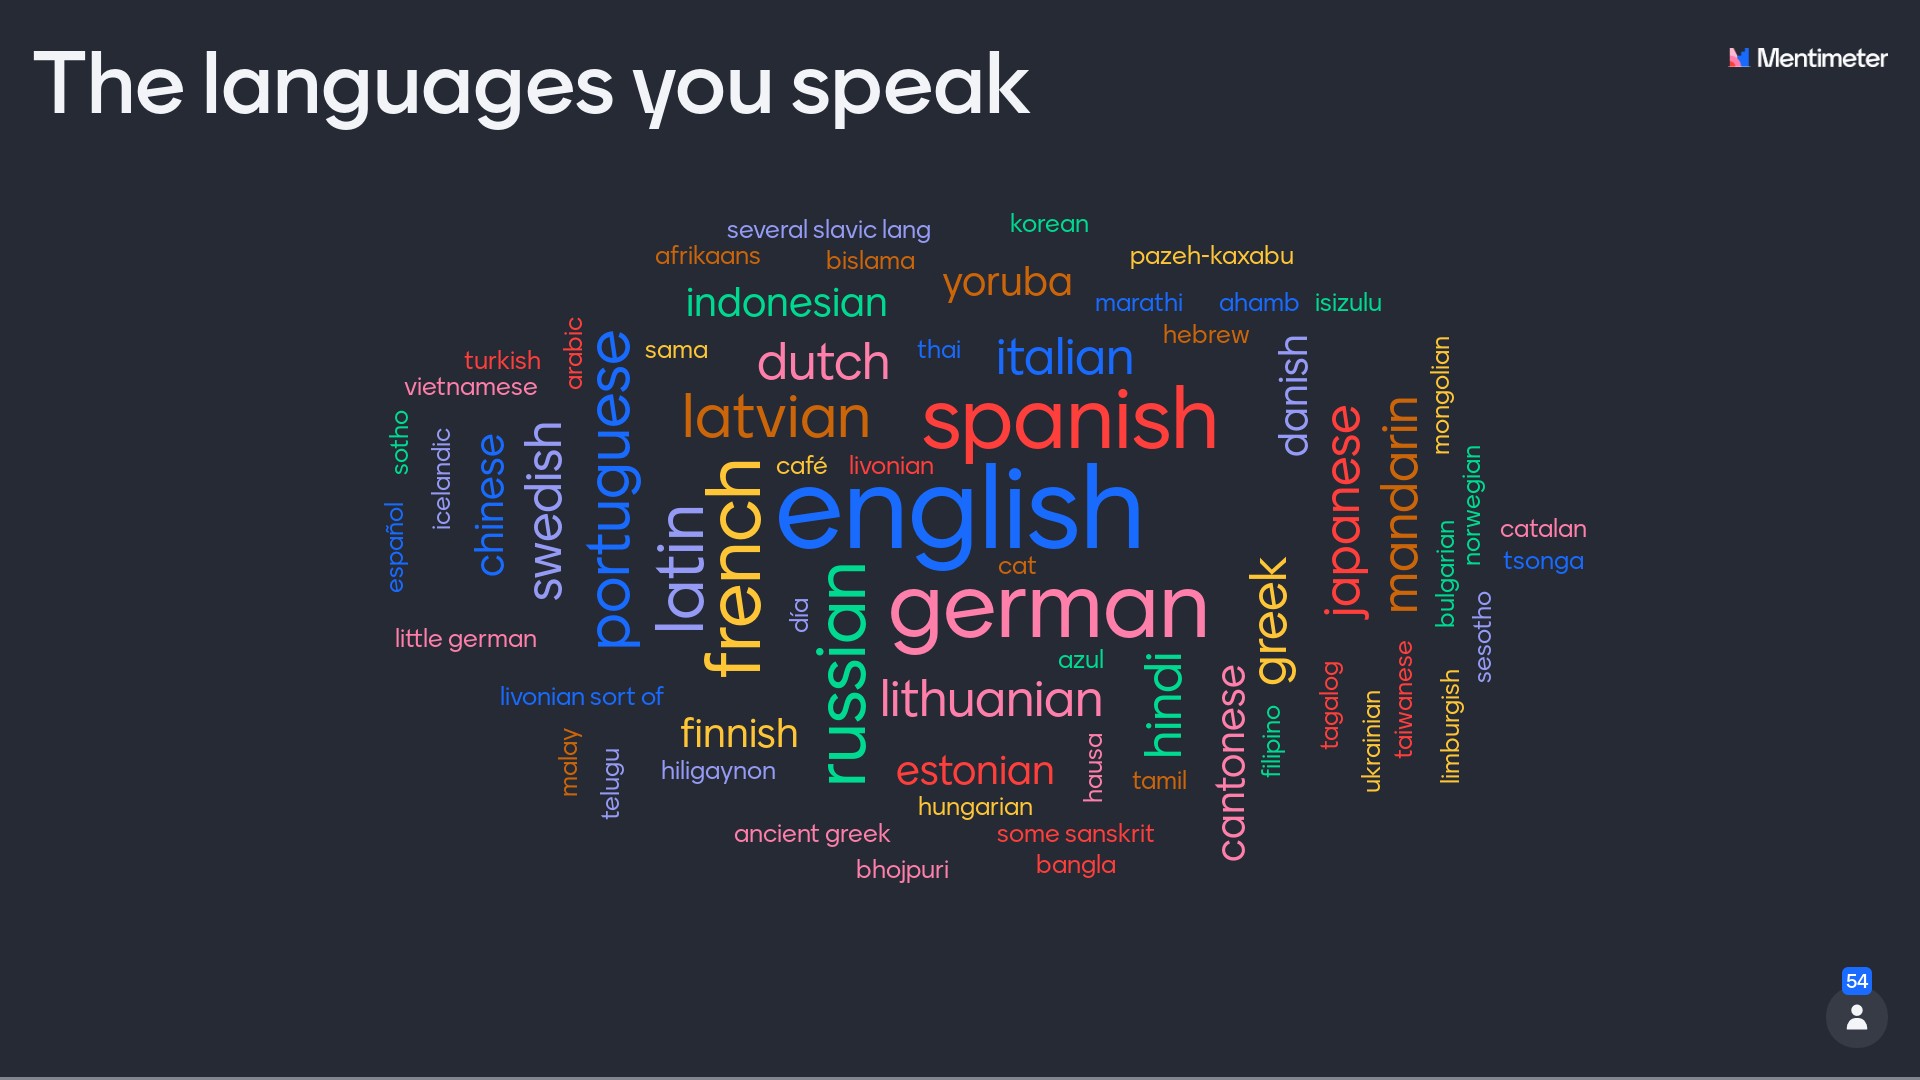 The languages you speak
Mentimeter
several slavic lang
korean
afrikaans
bislama
pazeh-kaxabu
yoruba
indonesian
marathi
ahamb
isizulu
arabic
hebrew
turkish
vietnamese
portuguese
sama
dutch
thai
italian
danish
mongolian
sotho
icelandic
chinese
swedish
latvian
spanish
japanese
mandarin
café
livonian
norwegian
español
latin
french
english
catalan
tsonga
cat
bulgarian
día
russian
german
greek
sesotho
little german
azul
hindi
lithuanian
cantonese
tagalog
taiwanese
ukrainian
limburgish
livonian sort of
finnish
filipino
malay
telugu
hiligaynon
estonian
hausa
tamil
hungarian
ancient greek
some sanskrit
bhojpuri
bangla
54